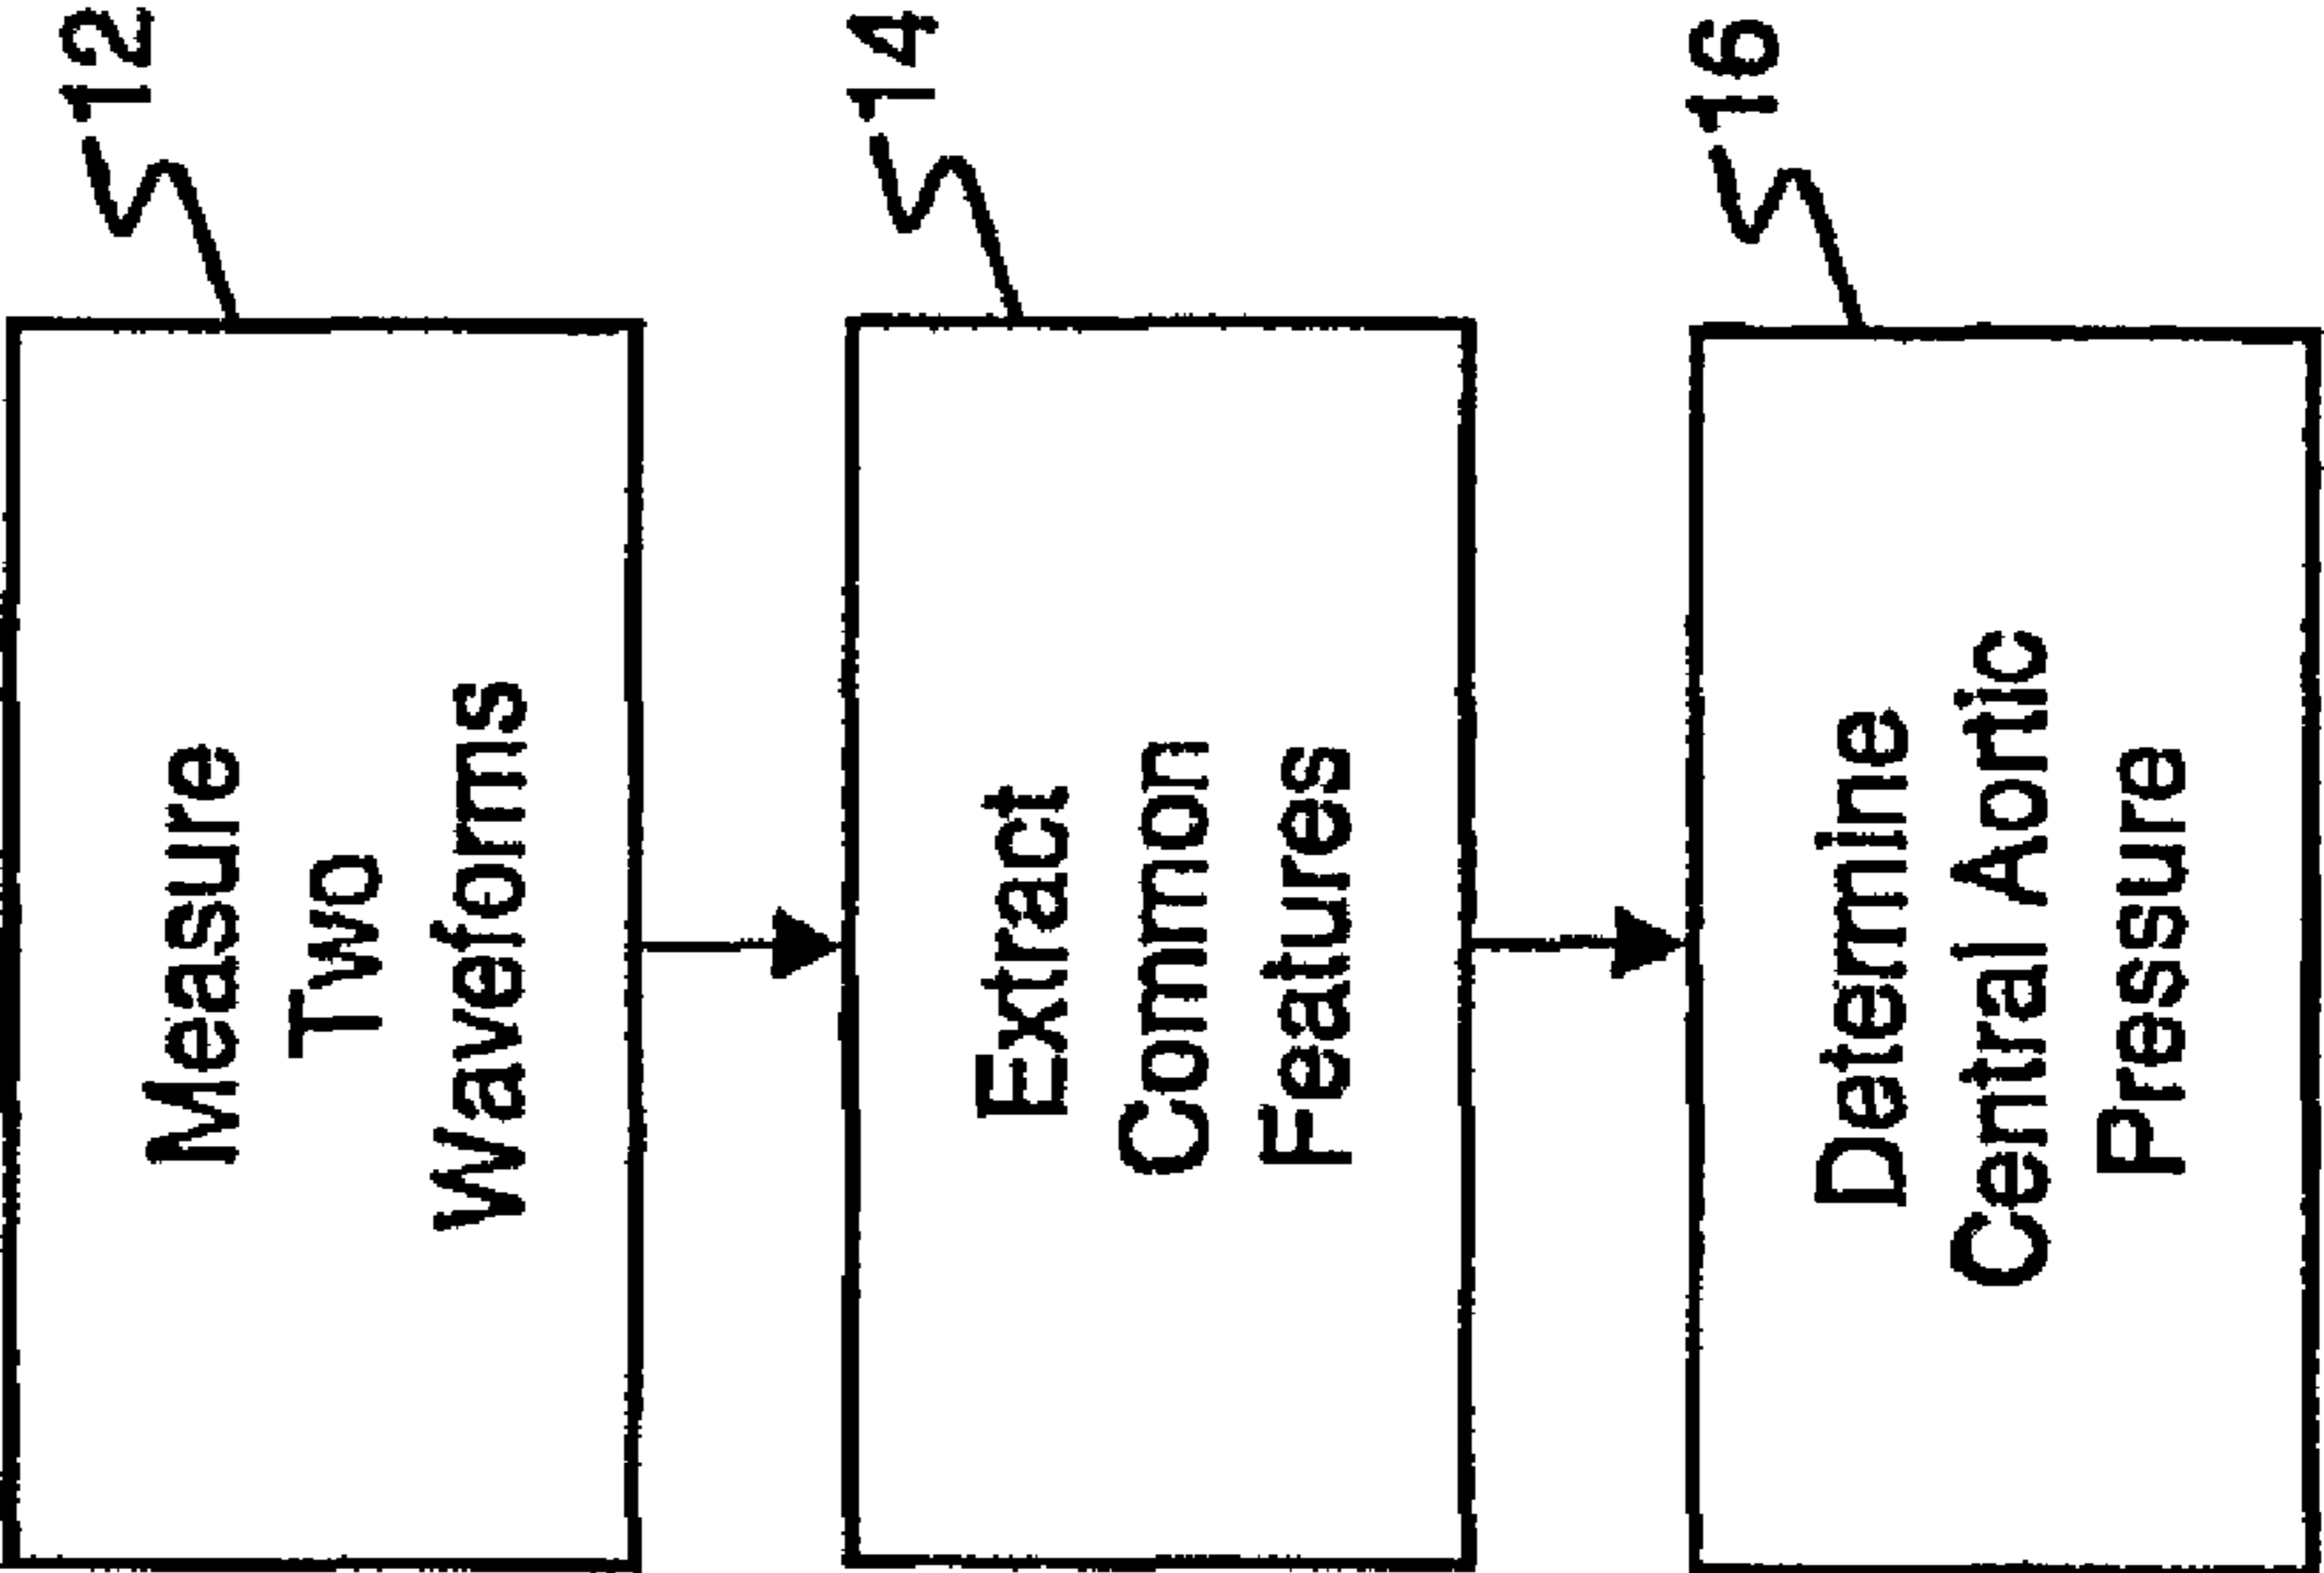 12
Measure
Two
Waveforms
14
Extract
Common
Features
16
Determine
Central Aortic
Pressure